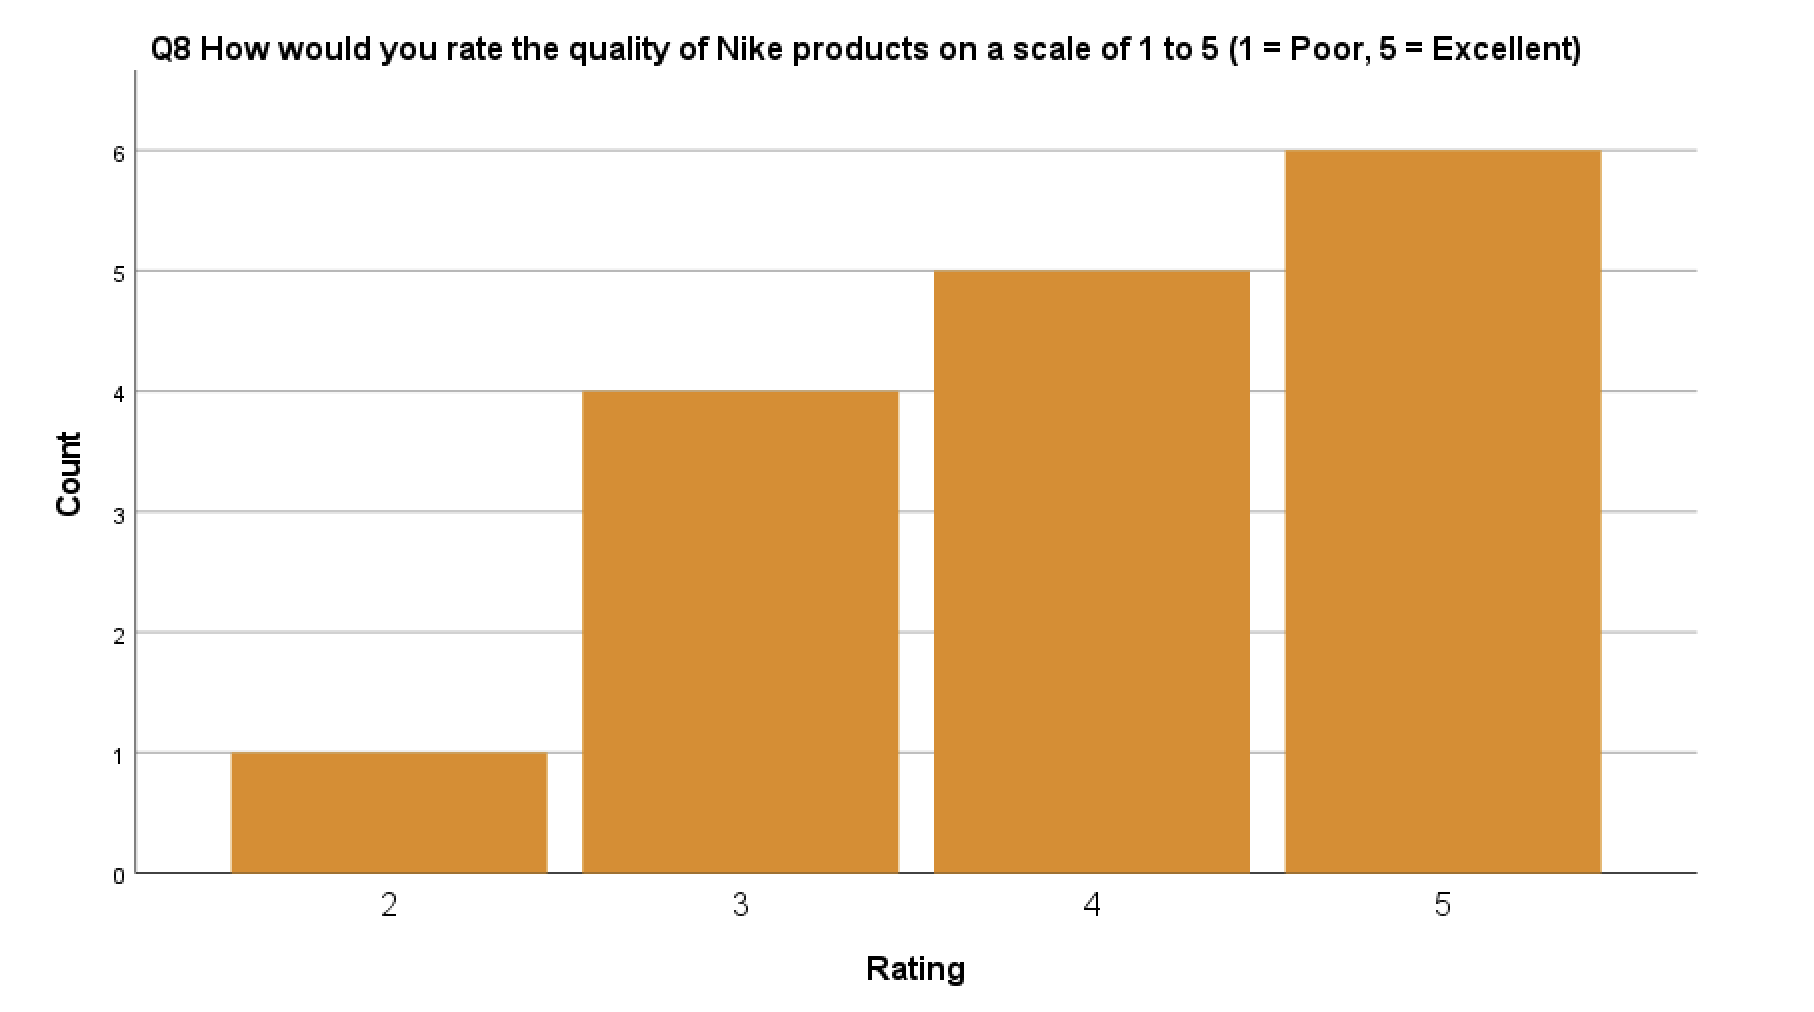 Q8 How would you rate the quality of Nike products on a scale of 1 to 5 (1 = Poor, 5 = Excellent)
6
5
4
3
2
1
0
Count
2 3 4 5
Rating